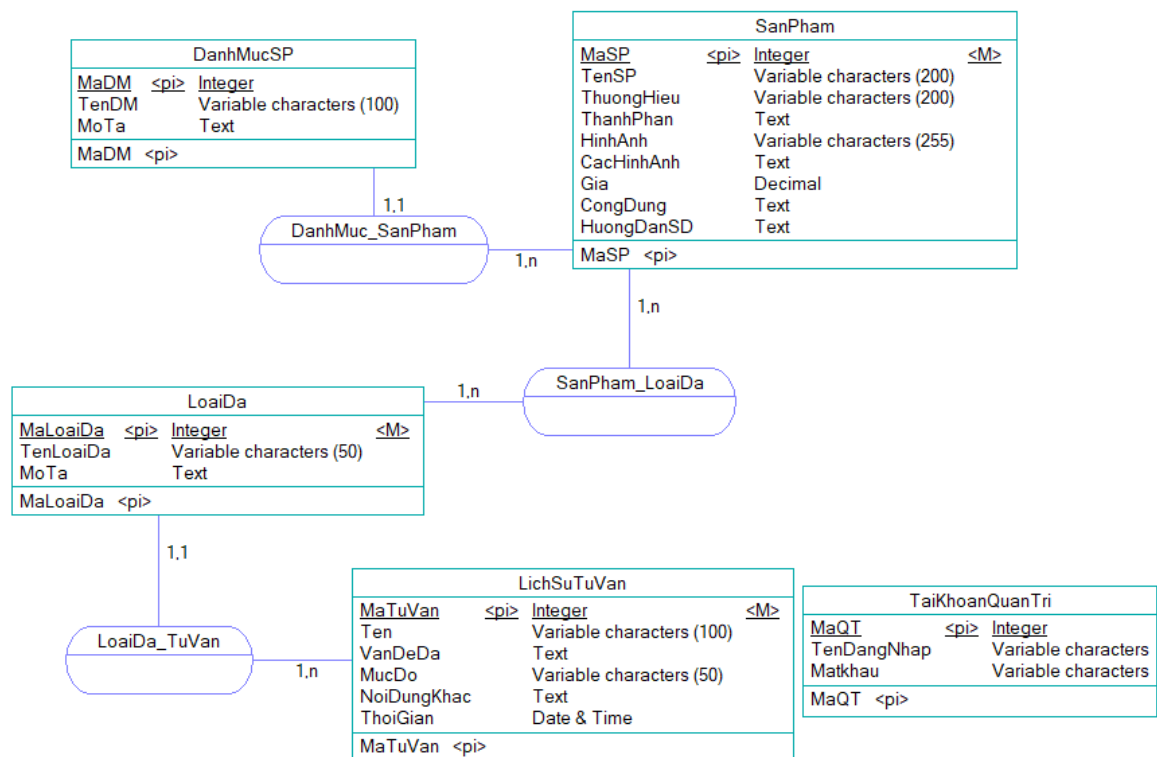 DanhMucSP
MaDM <pi> Integer
TenDM Variable characters (100)
MoTa Text
MaDM <pi>
SanPham
MaSP <pi> Integer <M>
TenSP Variable characters (200)
ThuongHieu Variable characters (200)
ThanhPhan Text
HinhAnh Variable characters (255)
CacHinhAnh Text
Gia Decimal
CongDung Text
HuongDanSD Text
MaSP <pi>
1,1
DanhMuc_SanPham
1,n
1,n
SanPham_LoaiDa
1,n
LoaiDa
MaLoaiDa <pi> Integer <M>
TenLoaiDa Variable characters (50)
MoTa Text
MaLoaiDa <pi>
1,1
LoaiDa_TuVan
1,n
LichSuTuVan
MaTuVan <pi> Integer <M>
Ten Variable characters (100)
VanDeDa Text
MucDo Variable characters (50)
NoiDungKhac Text
ThoiGian Date & Time
MaTuVan <pi>
TaiKhoanQuanTri
MaQT <pi> Integer
TenDangNhap Variable characters
Matkhau Variable characters
MaQT <pi>